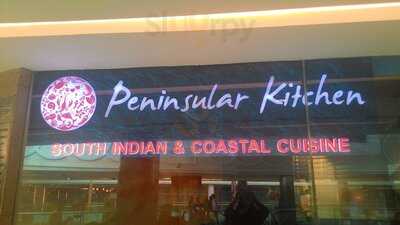 Peninsular Kitchen
SOUTH INDIAN & COASTAL CUISINE